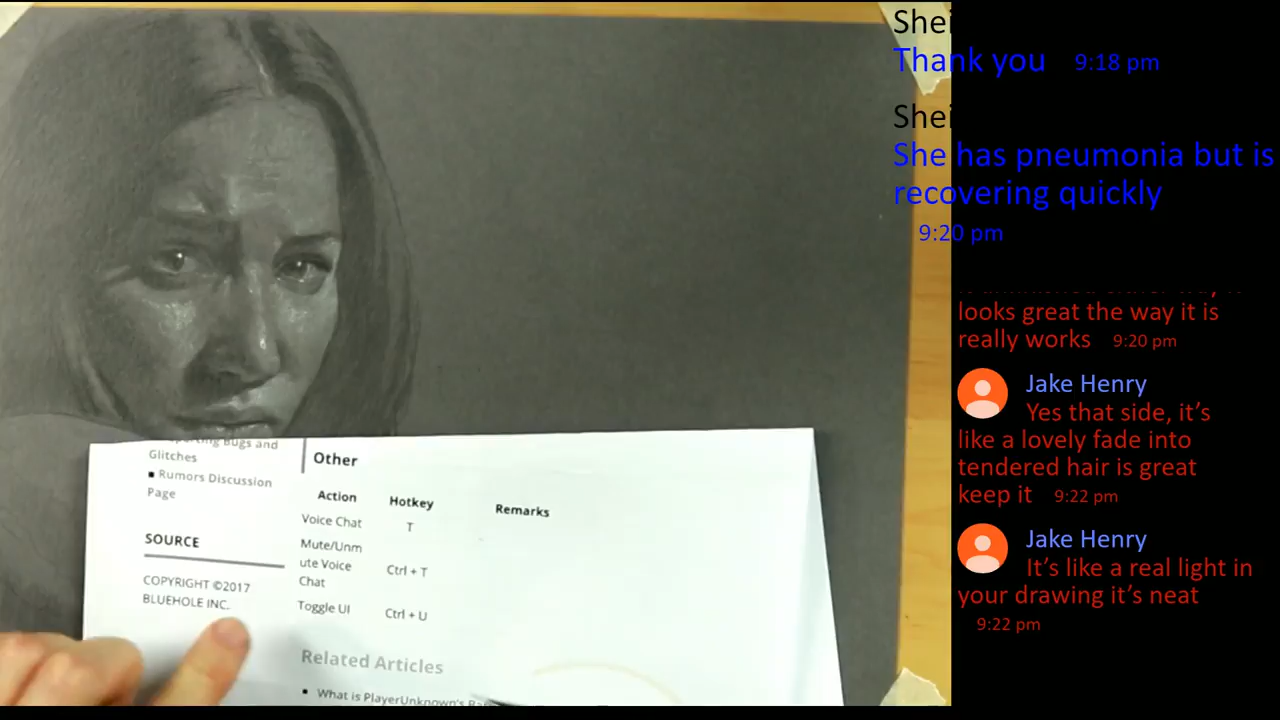 Shei
Thank you 9:18 pm
Shei
She has pneumonia but is
recovering quickly
9:20 pm
looks great the way it is
really works 9:20 pm
Jake Henry
Yes that side, it's
like a lovely fade into
tendered hair is great
keep it 9:22 pm
Jake Henry
It's like a real light in
your drawing it's neat
9:22 pm
Bugs and
Glitches
▪ Rumors Discussion
Page
SOURCE
COPYRIGHT ©2017
BLUEHOLE INC.
Other
Action Hotkey Remarks
Voice Chat T
Mute/Unm
ute Voice Ctrl + T
Chat
Toggle UI Ctrl + U
Related Articles
• What is PlayerUnknown's